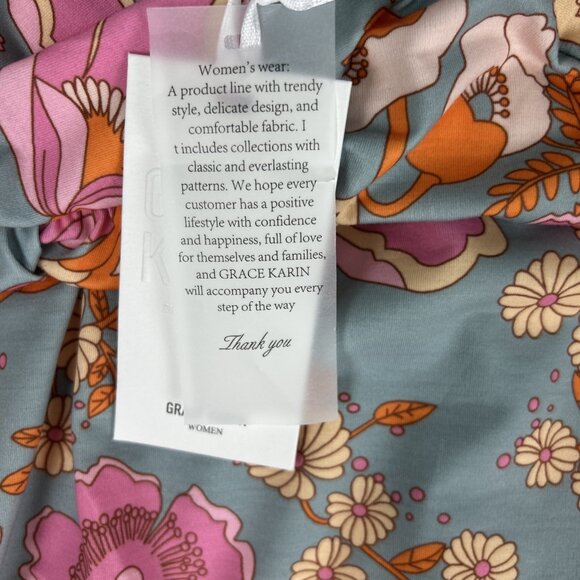 Women's wear:
A product line with trendy
style, delicate design, and
comfortable fabric. I
t includes collections with
classic and everlasting
patterns. We hope every
customer has a positive
lifestyle with confidence
and happiness, full of love
for themselves and families,
and GRACE KARIN
will accompany you every
step of the way
Thank you
GRA
WOMEN